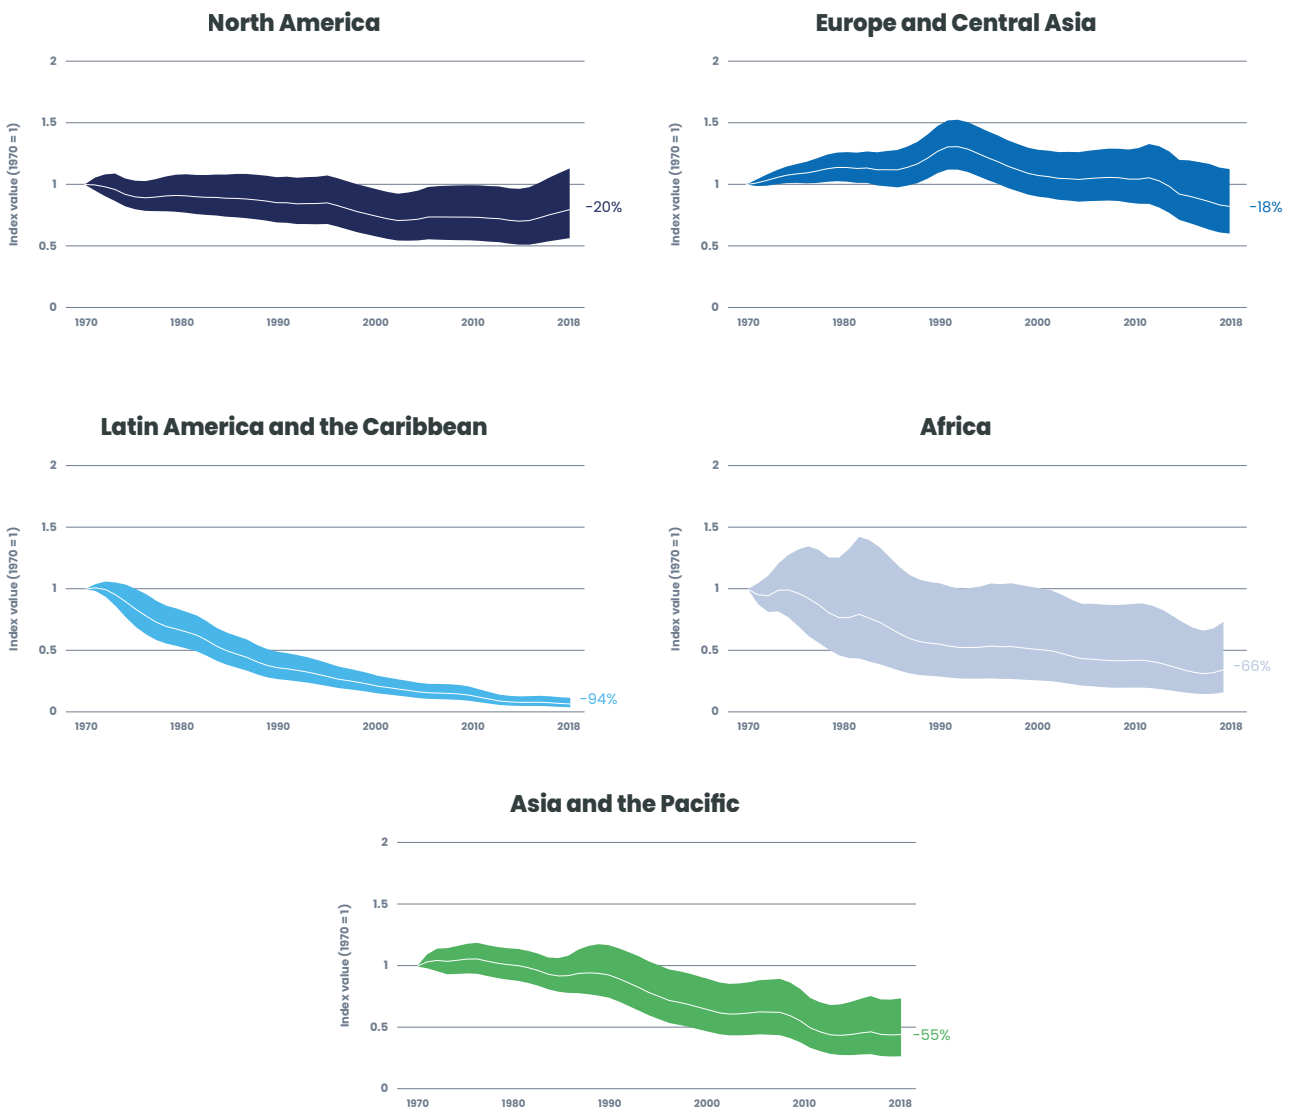 North America
Europe and Central Asia
Index value (1970 = 1)
2
1.5
1
0.5
0
1970 1980 1990 2000 2010 2018
-20%
Index value (1970 = 1)
2
1.5
1
0.5
0
1970 1980 1990 2000 2010 2018
-18%
Latin America and the Caribbean
Africa
Index value (1970 = 1)
2
1.5
1
0.5
0
1970 1980 1990 2000 2010 2018
-94%
Index value (1970 = 1)
2
1.5
1
0.5
0
1970 1980 1990 2000 2010 2018
-66%
Asia and the Pacific
Index value (1970 = 1)
2
1.5
1
0.5
0
1970 1980 1990 2000 2010 2018
-55%